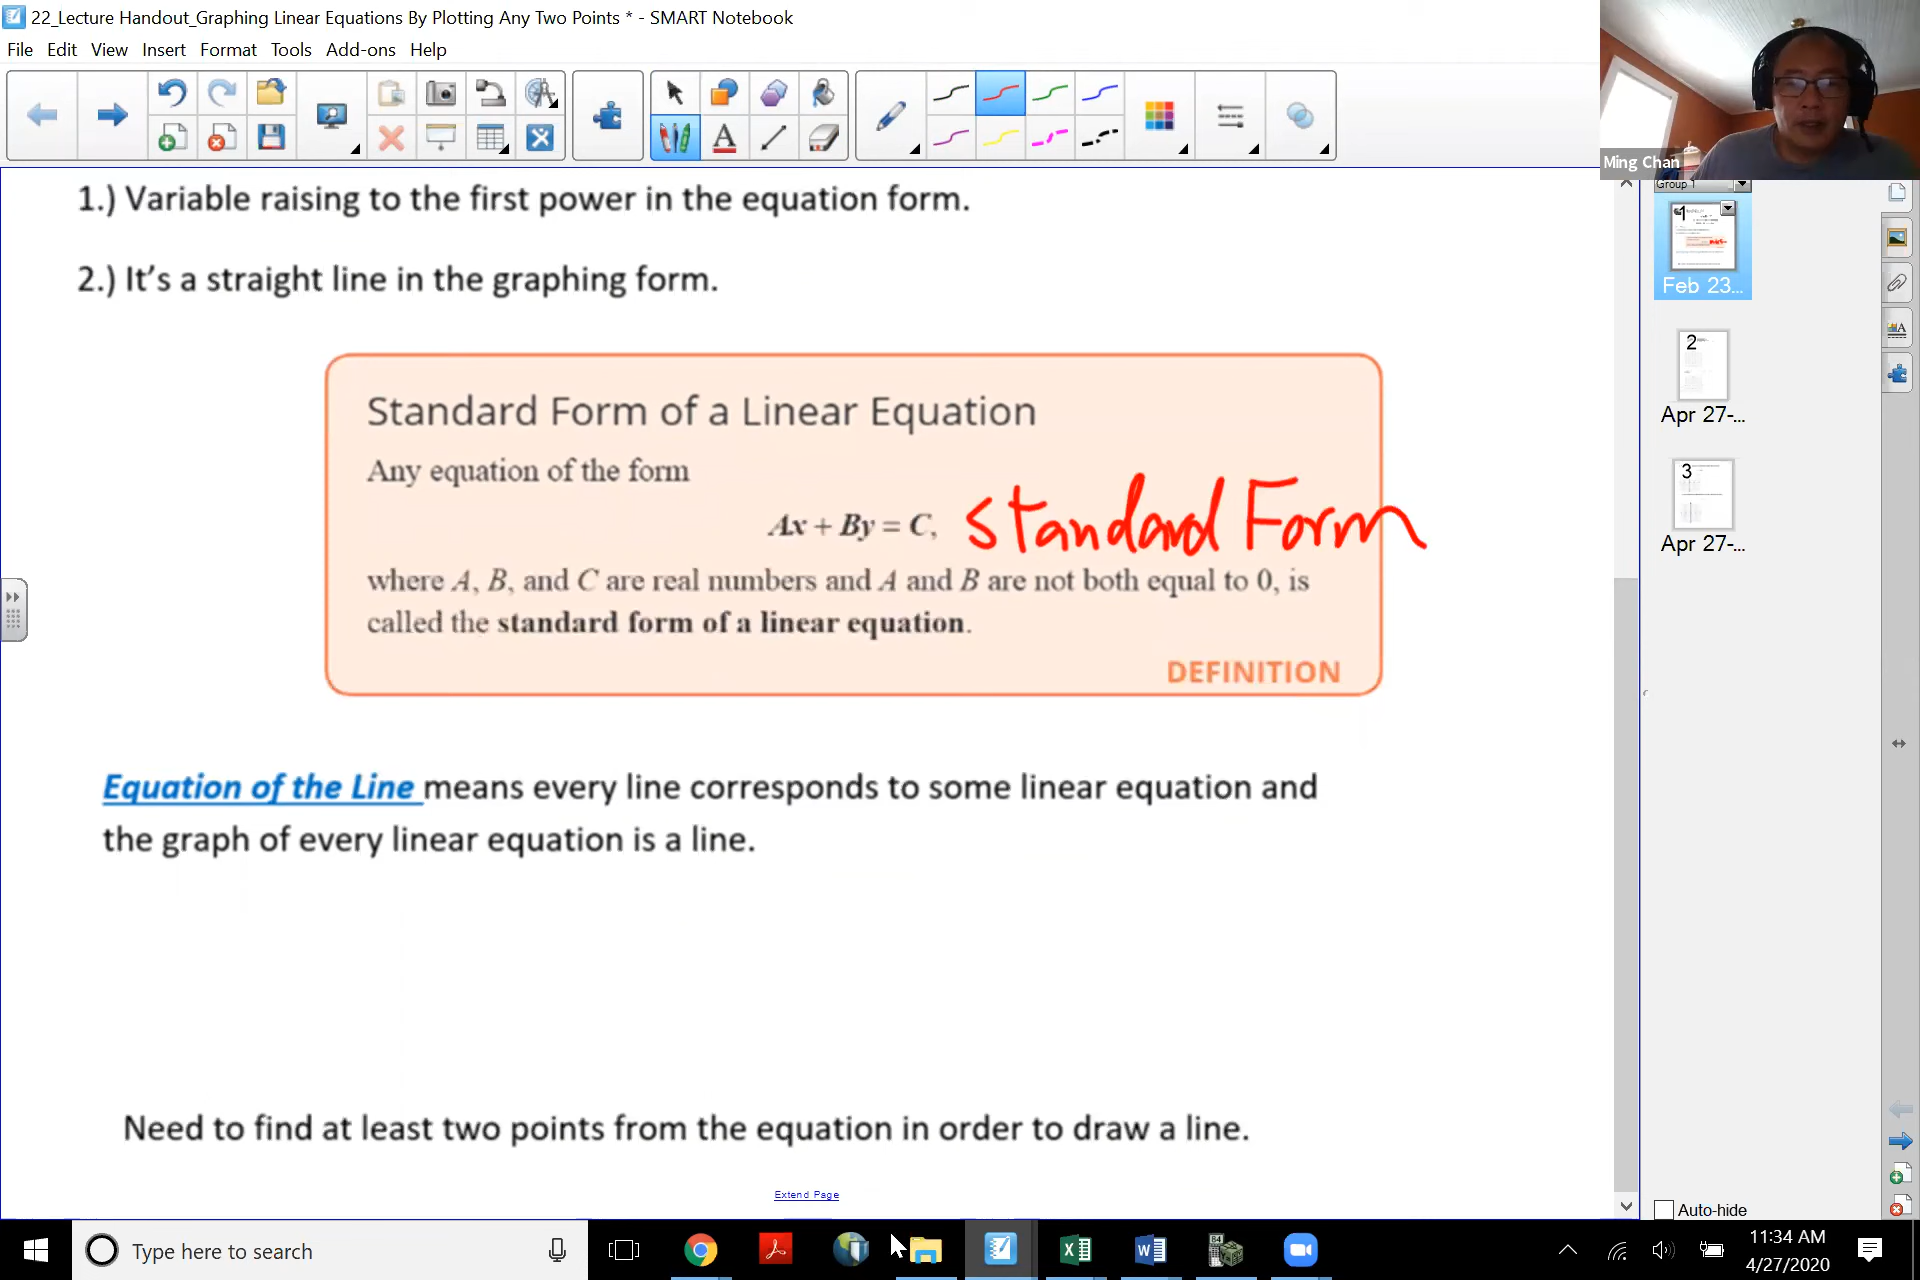 22_Lecture Handout_Graphing Linear Equations By Plotting Any Two Points * - SMART Notebook
File Edit View Insert Format Tools Add-ons Help
Ming Chan
Group 1
1.) Variable raising to the first power in the equation form.
2.) It's a straight line in the graphing form.
Standard Form of a Linear Equation
Any equation of the form
Ax + By = C, Standard Form
where A, B, and C are real numbers and A and B are not both equal to 0, is
called the standard form of a linear equation.
DEFINITION
Equation of the Line means every line corresponds to some linear equation and
the graph of every linear equation is a line.
Need to find at least two points from the equation in order to draw a line.
Extend Page
1
Feb 23...
2
Apr 27-...
3
Apr 27-...
Auto-hide
Type here to search
11:34 AM
4/27/2020